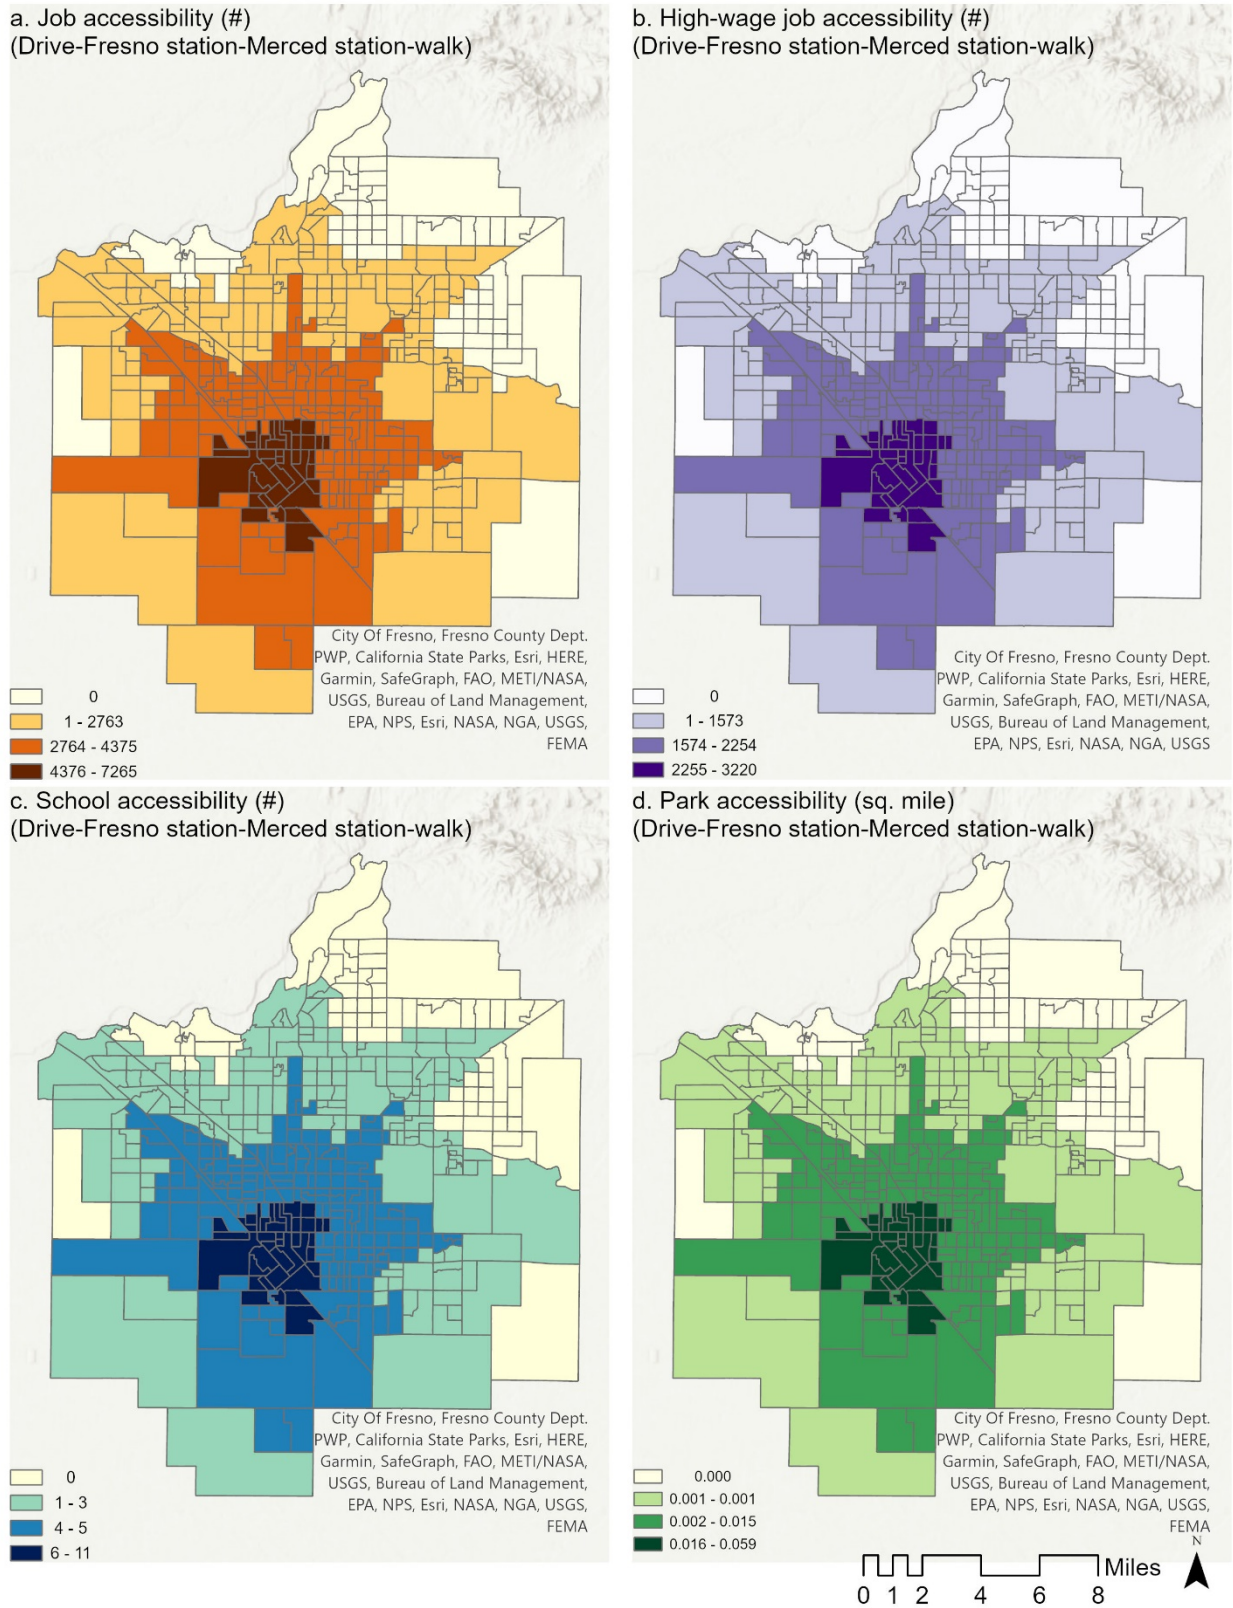 a. Job accessibility (#)
(Drive-Fresno station-Merced station-walk)
City Of Fresno, Fresno County Dept.
PWP, California State Parks, Esri, HERE,
Garmin, SafeGraph, FAO, METI/NASA,
USGS, Bureau of Land Management,
EPA, NPS, Esri, NASA, NGA, USGS,
FEMA
0
1 - 2763
2764 - 4375
4376 - 7265
b. High-wage job accessibility (#)
(Drive-Fresno station-Merced station-walk)
City Of Fresno, Fresno County Dept.
PWP, California State Parks, Esri, HERE,
Garmin, SafeGraph, FAO, METI/NASA,
USGS, Bureau of Land Management,
EPA, NPS, Esri, NASA, NGA, USGS
0
1 - 1573
1574 - 2254
2255 - 3220
c. School accessibility (#)
(Drive-Fresno station-Merced station-walk)
City Of Fresno, Fresno County Dept.
PWP, California State Parks, Esri, HERE,
Garmin, SafeGraph, FAO, METI/NASA,
USGS, Bureau of Land Management,
EPA, NPS, Esri, NASA, NGA, USGS,
FEMA
0
1 - 3
4 - 5
6 - 11
d. Park accessibility (sq. mile)
(Drive-Fresno station-Merced station-walk)
City Of Fresno, Fresno County Dept.
PWP, California State Parks, Esri, HERE,
Garmin, SafeGraph, FAO, METI/NASA,
USGS, Bureau of Land Management,
EPA, NPS, Esri, NASA, NGA, USGS,
FEMA
0.000
0.001 - 0.001
0.002 - 0.015
0.016 - 0.059
N
Miles
0 1 2 4 6 8